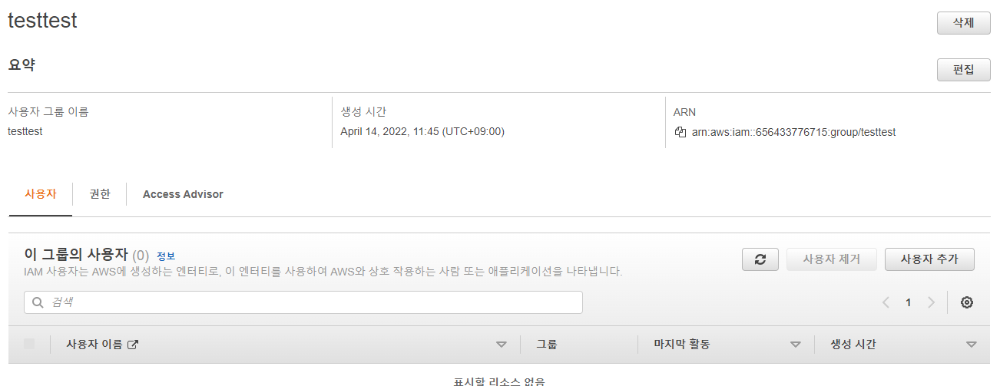 testtest
삭제
요약
편집
사용자 그룹 이름
생성 시간
ARN
testtest
April 14, 2022, 11:45 (UTC+09:00)
arn:aws:iam::656433776715:group/testtest
사용자
권한
Access Advisor
이 그룹의 사용자 (0) 정보
사용자 제거
사용자 추가
IAM 사용자는 AWS에 생성하는 엔터티로, 이 엔터티를 사용하여 AWS와 상호 작용하는 사람 또는 애플리케이션을 나타냅니다.
검색
1
사용자 이름
그룹
마지막 활동
생성 시간
표시할 리소스 없음